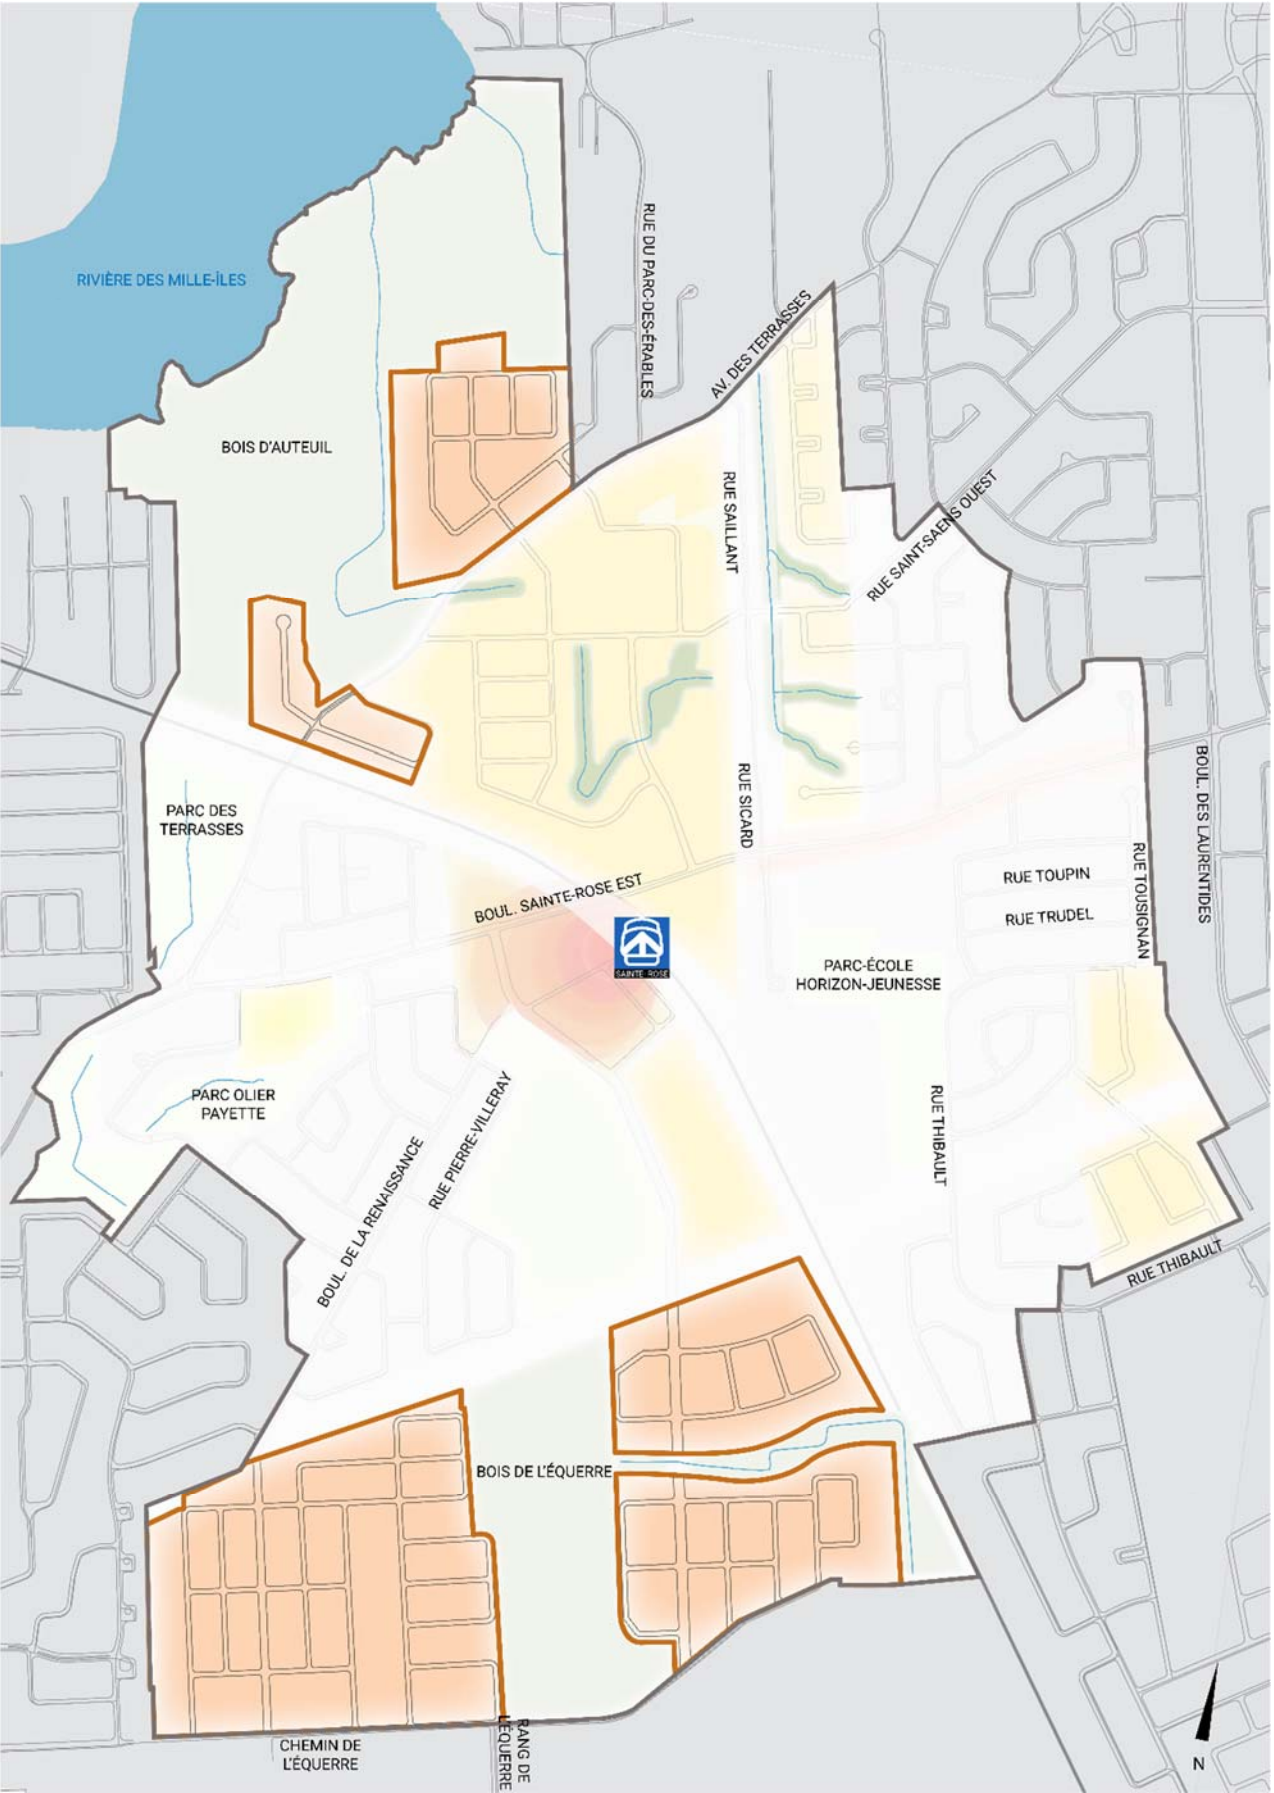 RUE DU PARC-DES-ÉRABLES
RIVIÈRE DES MILLE-ÎLES
AV. DES TERRASSES
BOIS D'AUTEUIL
RUE SAILLANT
RUE SAINT-SAENS OUEST
PARC DES
TERRASSES
RUE SICARD
BOUL. DES LAURENTIDES
BOUL. SAINTE-ROSE EST
RUE TOUPIN
RUE TRUDEL
RUE TOUSIGNAN
SAINTE-ROSE
PARC-ÉCOLE
HORIZON-JEUNESSE
PARC OLIER
PAYETTE
BOUL. DE LA RENAISSANCE
RUE PIERRE-VILLERAY
RUE THIBAULT
RUE THIBAULT
BOIS DE L'ÉQUERRE
CHEMIN DE
L'ÉQUERRE
RANG DE
L'ÉQUERRE
N